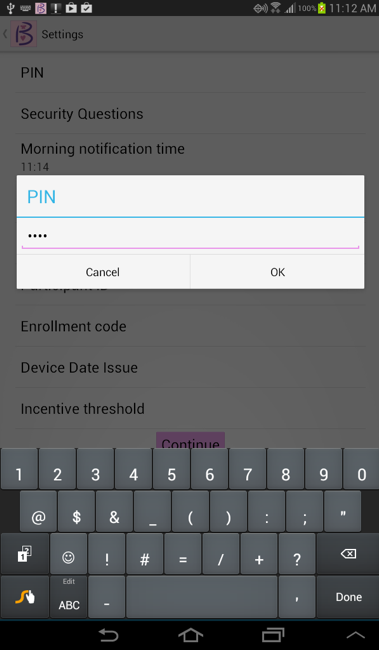 100% 11:12 AM
Settings
PIN
Security Questions
Morning notification time
11:14
PIN
••••
Cancel OK
Participant ID
Enrollment code
Device Date Issue
Incentive threshold
Continue
1 2 3 4 5 6 7 8 9 0
@ $ & _ ( ) : ; "
1 2 ! # = / + ?
Edit
ABC - ' Done